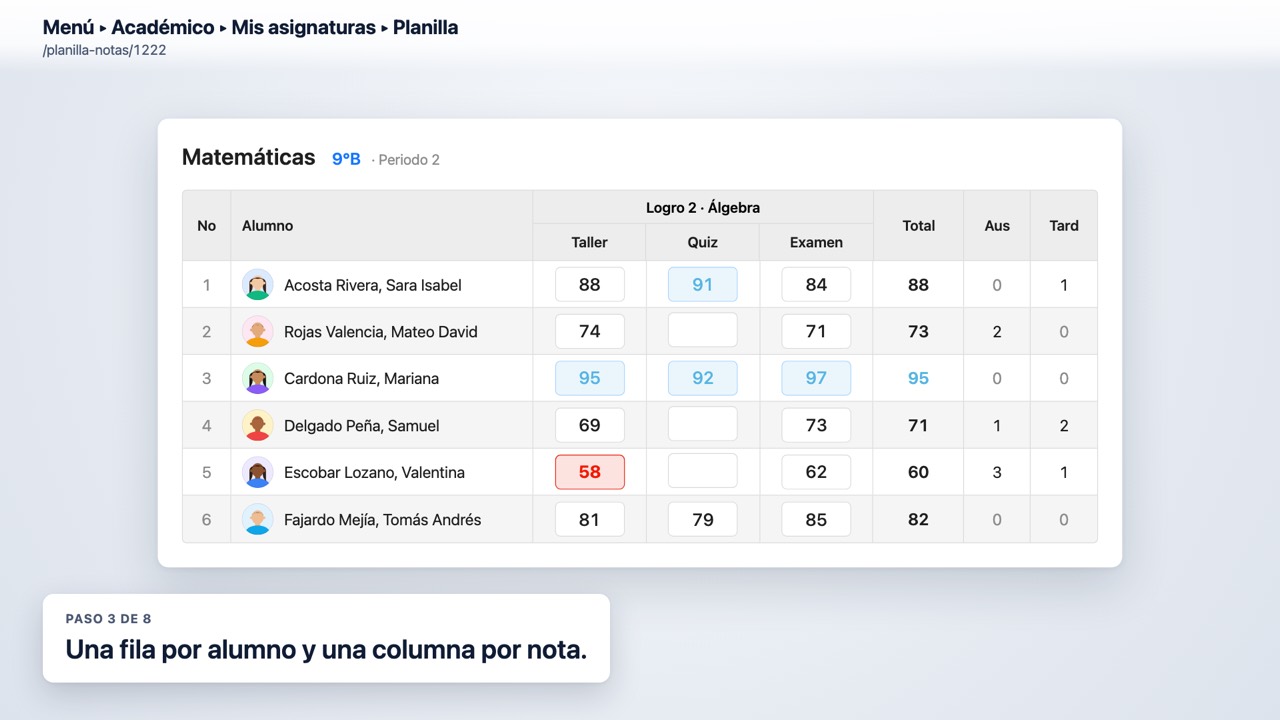 Menú ▸ Académico ▸ Mis asignaturas ▸ Planilla
/planilla-notas/1222
Matemáticas 9°B · Periodo 2
No Alumno Logro 2 · Álgebra Total Aus Tard
Taller Quiz Examen
1 Acosta Rivera, Sara Isabel 88 91 84 88 0 1
2 Rojas Valencia, Mateo David 74 71 73 2 0
3 Cardona Ruiz, Mariana 95 92 97 95 0 0
4 Delgado Peña, Samuel 69 73 71 1 2
5 Escobar Lozano, Valentina 58 62 60 3 1
6 Fajardo Mejía, Tomás Andrés 81 79 85 82 0 0
PASO 3 DE 8
Una fila por alumno y una columna por nota.